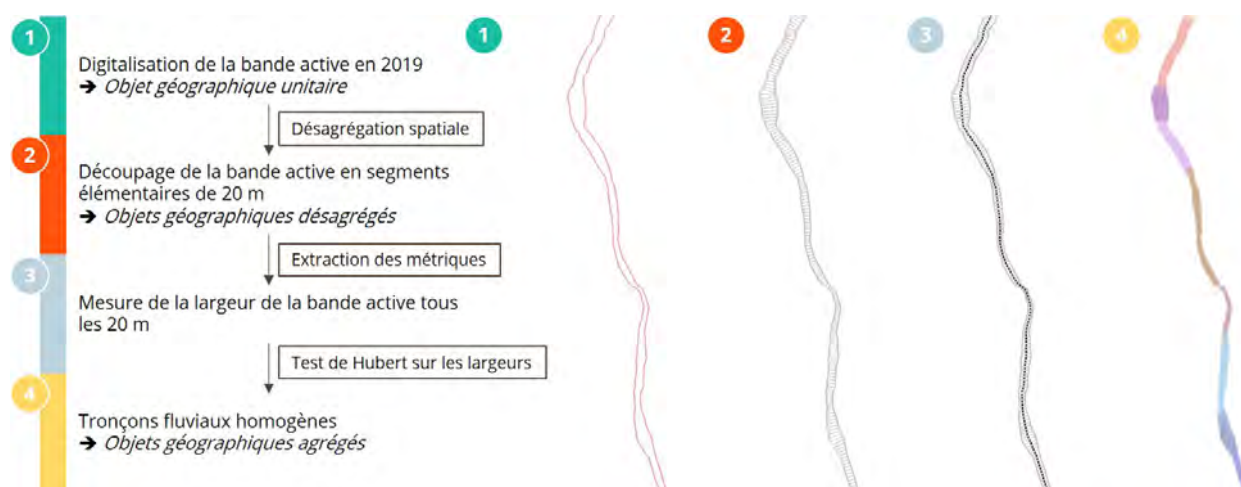 1
Digitalisation de la bande active en 2019
➔ Objet géographique unitaire
Désagrégation spatiale
2
Découpage de la bande active en segments
élémentaires de 20 m
➔ Objets géographiques désagrégés
Extraction des métriques
3
Mesure de la largeur de la bande active tous
les 20 m
Test de Hubert sur les largeurs
4
Tronçons fluviaux homogènes
➔ Objets géographiques agrégés
1
2
3
4